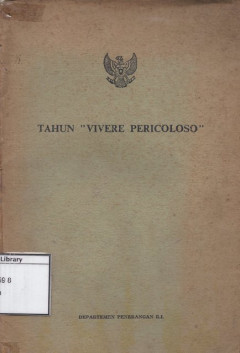 TAHUN "VIVERE PERICOLOSO"
Library
DEPARTEMEN PENERANGAN R.I.